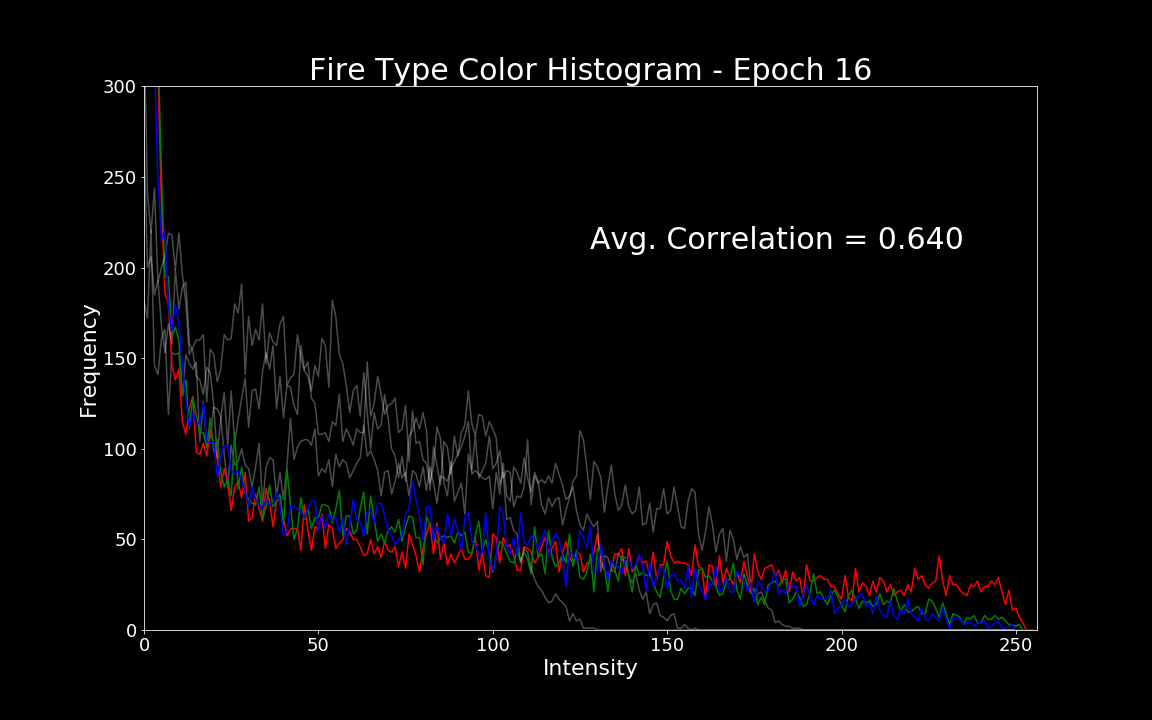 Fire Type Color Histogram - Epoch 16
300
250
200
150
100
50
0
Frequency
Avg. Correlation = 0.640
0 50 100 150 200 250
Intensity